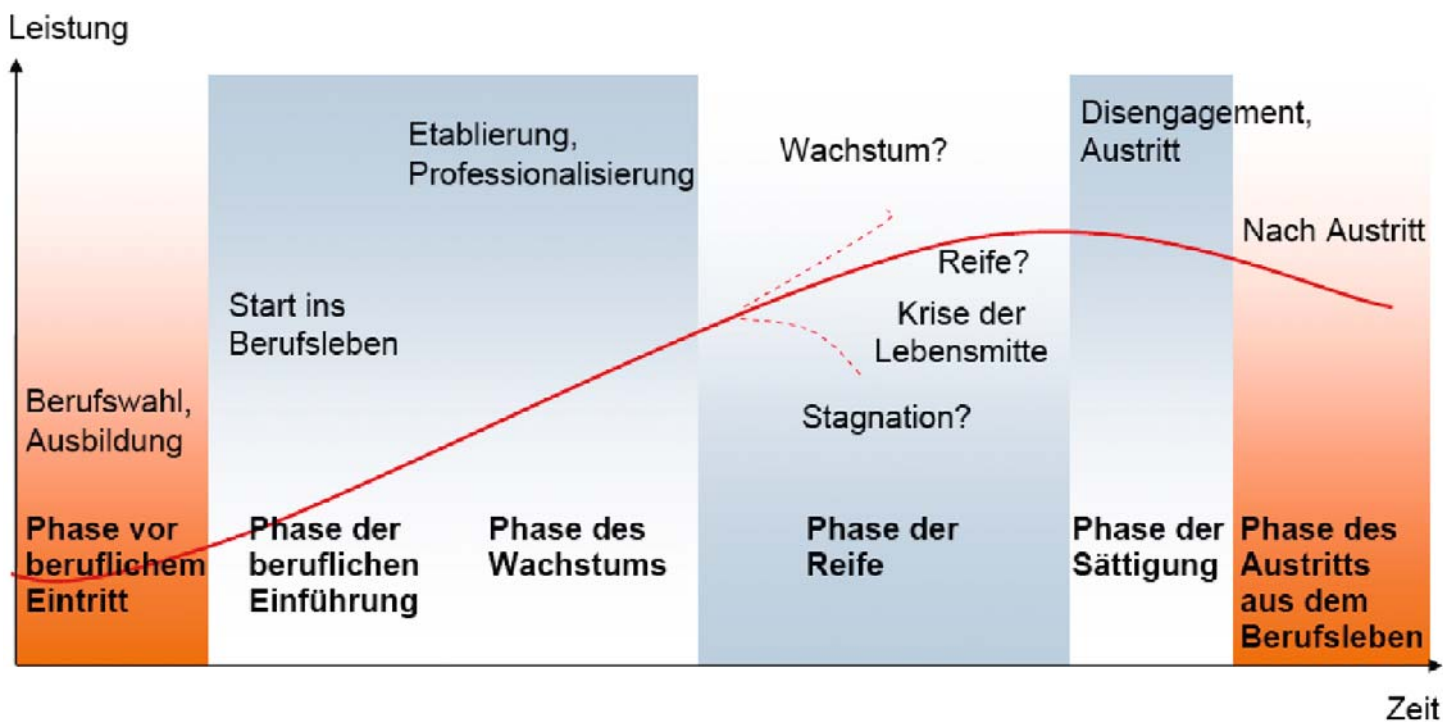 Leistung
Etablierung,
Professionalisierung
Wachstum?
Disengagement,
Austritt
Nach Austritt
Reife?
Start ins
Berufsleben
Krise der
Lebensmitte
Berufswahl,
Ausbildung
Stagnation?
Phase vor
beruflichem
Eintritt
Phase der
beruflichen
Einführung
Phase des
Wachstums
Phase der
Reife
Phase der
Sättigung
Phase des
Austritts
aus dem
Berufsleben
Zeit